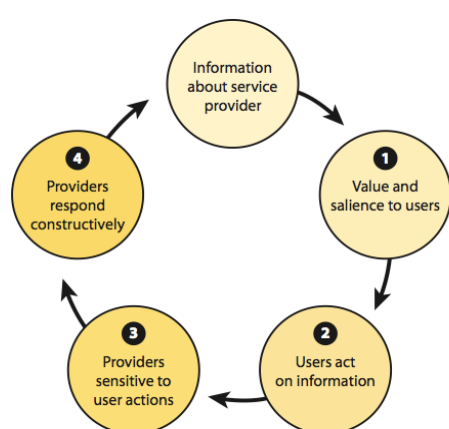 Information
about service
provider
1
Value and
salience to users
2
Users act
on information
3
Providers
sensitive to
user actions
4
Providers
respond
constructively